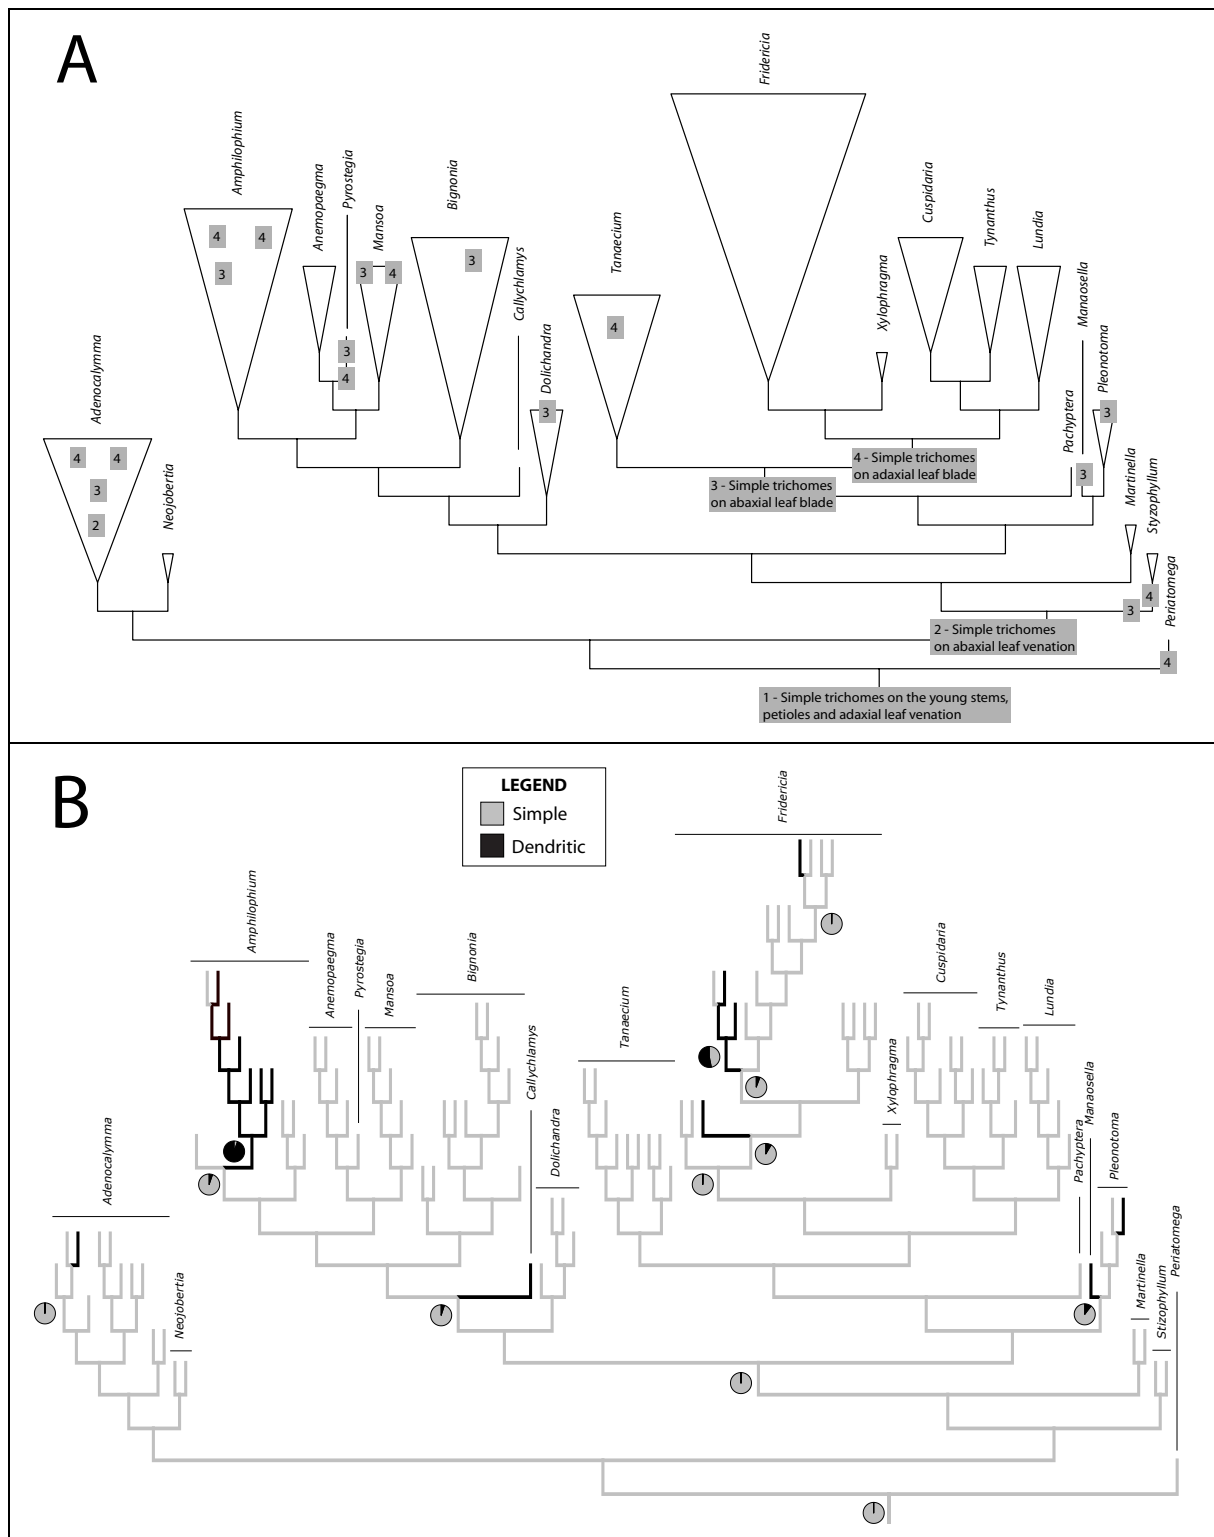 A
Fridericia
Amphilophium
Anemopaegma
Pyrostegia
Mansoa
Bignonia
Callychlamys
Dolichandra
Tanaecium
Xylophragma
Cuspidaria
Tynanthus
Lundia
Manaosella
Pleonotoma
Pachyptera
Martinella
Styzophyllum
Periatomega
Adenocalymma
Neojobertia
4
4
3
3
4
3
4
3
3
4
3
3
4
4
3
2
4 - Simple trichomes
on adaxial leaf blade
3 - Simple trichomes
on abaxial leaf blade
3
4
3
2 - Simple trichomes
on abaxial leaf venation
4
1 - Simple trichomes on the young stems,
petioles and adaxial leaf venation
B
LEGEND
Simple
Dendritic
Fridericia
Amphilophium
Anemopaegma
Pyrostegia
Mansoa
Bignonia
Callychlamys
Dolichandra
Tanaecium
Xylophragma
Cuspidaria
Tynanthus
Lundia
Manaosella
Pachyptera
Pleonotoma
Martinella
Stizophyllum
Periatomega
Adenocalymma
Neojobertia